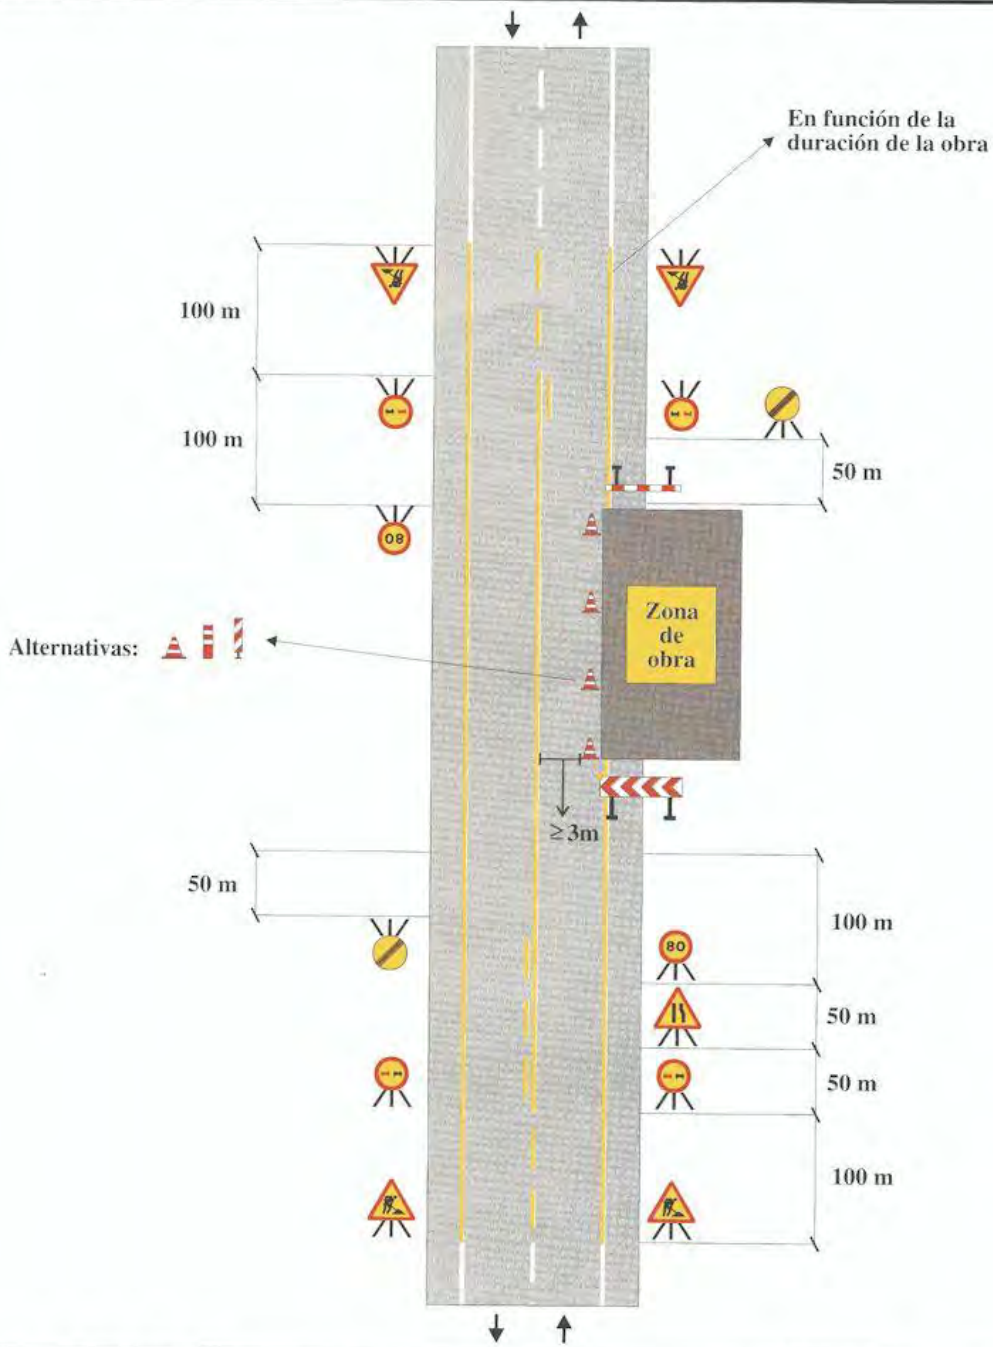 En función de la
duración de la obra
100 m
100 m
50 m
80
Zona
de
obra
Alternativas:
≥ 3m
50 m
100 m
80
50 m
50 m
100 m